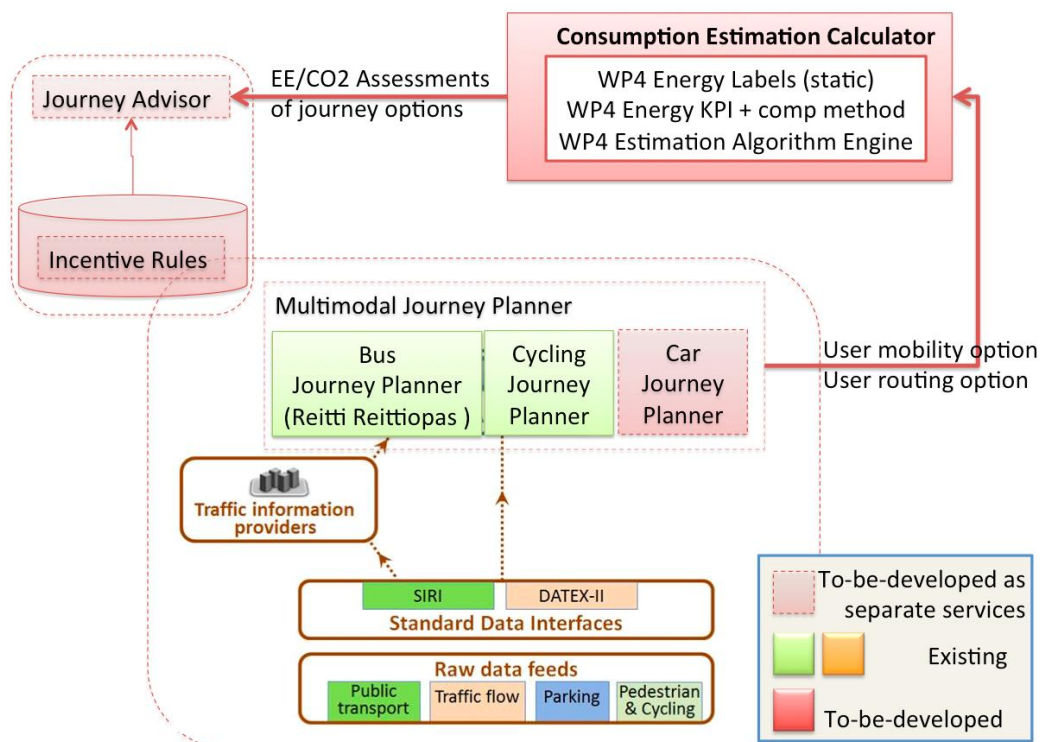 Consumption Estimation Calculator
WP4 Energy Labels (static)
WP4 Energy KPI + comp method
WP4 Estimation Algorithm Engine
EE/CO2 Assessments
of journey options
Journey Advisor
Incentive Rules
Multimodal Journey Planner
Bus
Journey Planner
(Reitti Reittiopas )
Cycling
Journey
Planner
Car
Journey
Planner
User mobility option
User routing option
Traffic information
providers
SIRI
DATEX-II
Standard Data Interfaces
Raw data feeds
Public
transport
Traffic flow
Parking
Pedestrian
& Cycling
To-be-developed as
separate services
Existing
To-be-developed